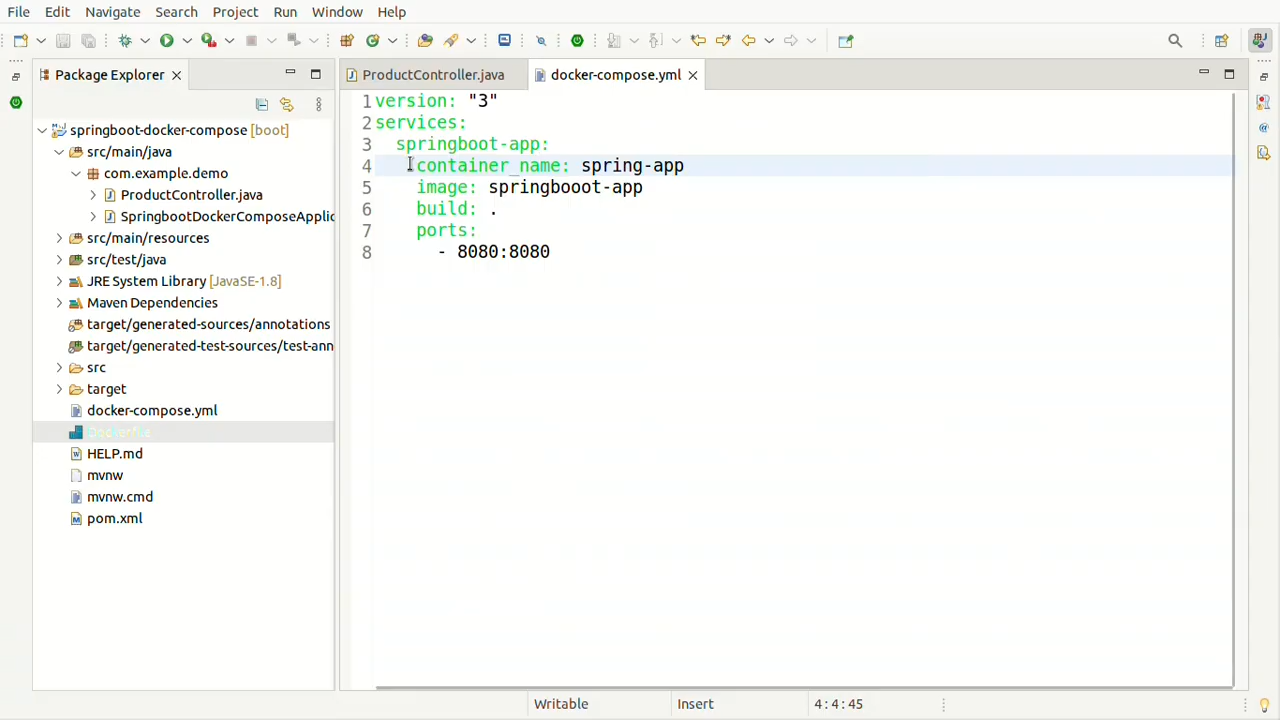 File Edit Navigate Search Project Run Window Help
Package Explorer
ProductController.java
docker-compose.yml
springboot-docker-compose [boot]
src/main/java
com.example.demo
ProductController.java
SpringbootDockerComposeApplic
src/main/resources
src/test/java
JRE System Library [JavaSE-1.8]
Maven Dependencies
target/generated-sources/annotations
target/generated-test-sources/test-ann
src
target
docker-compose.yml
Dockerfile
HELP.md
mvnw
mvnw.cmd
pom.xml
1 version: "3"
2 services:
3 springboot-app:
4 container_name: spring-app
5 image: springbooot-app
6 build: .
7 ports:
8 - 8080:8080
Writable Insert 4:4:45